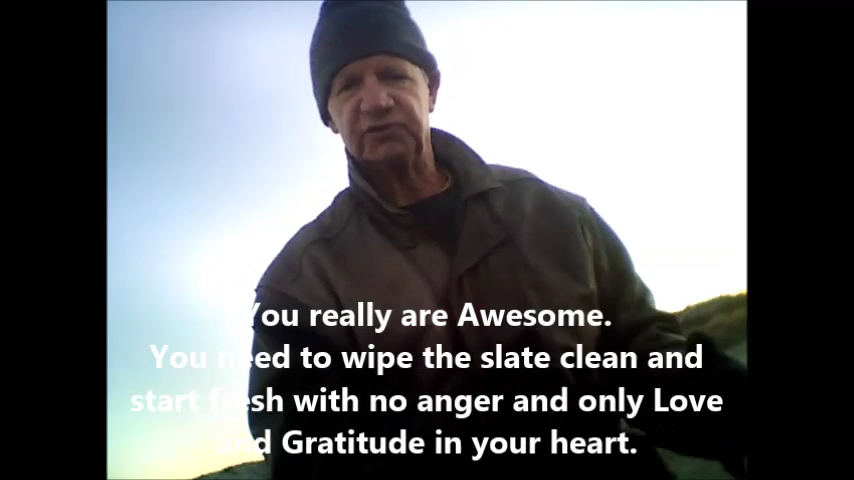 You really are Awesome.
You need to wipe the slate clean and
start fresh with no anger and only Love
and Gratitude in your heart.